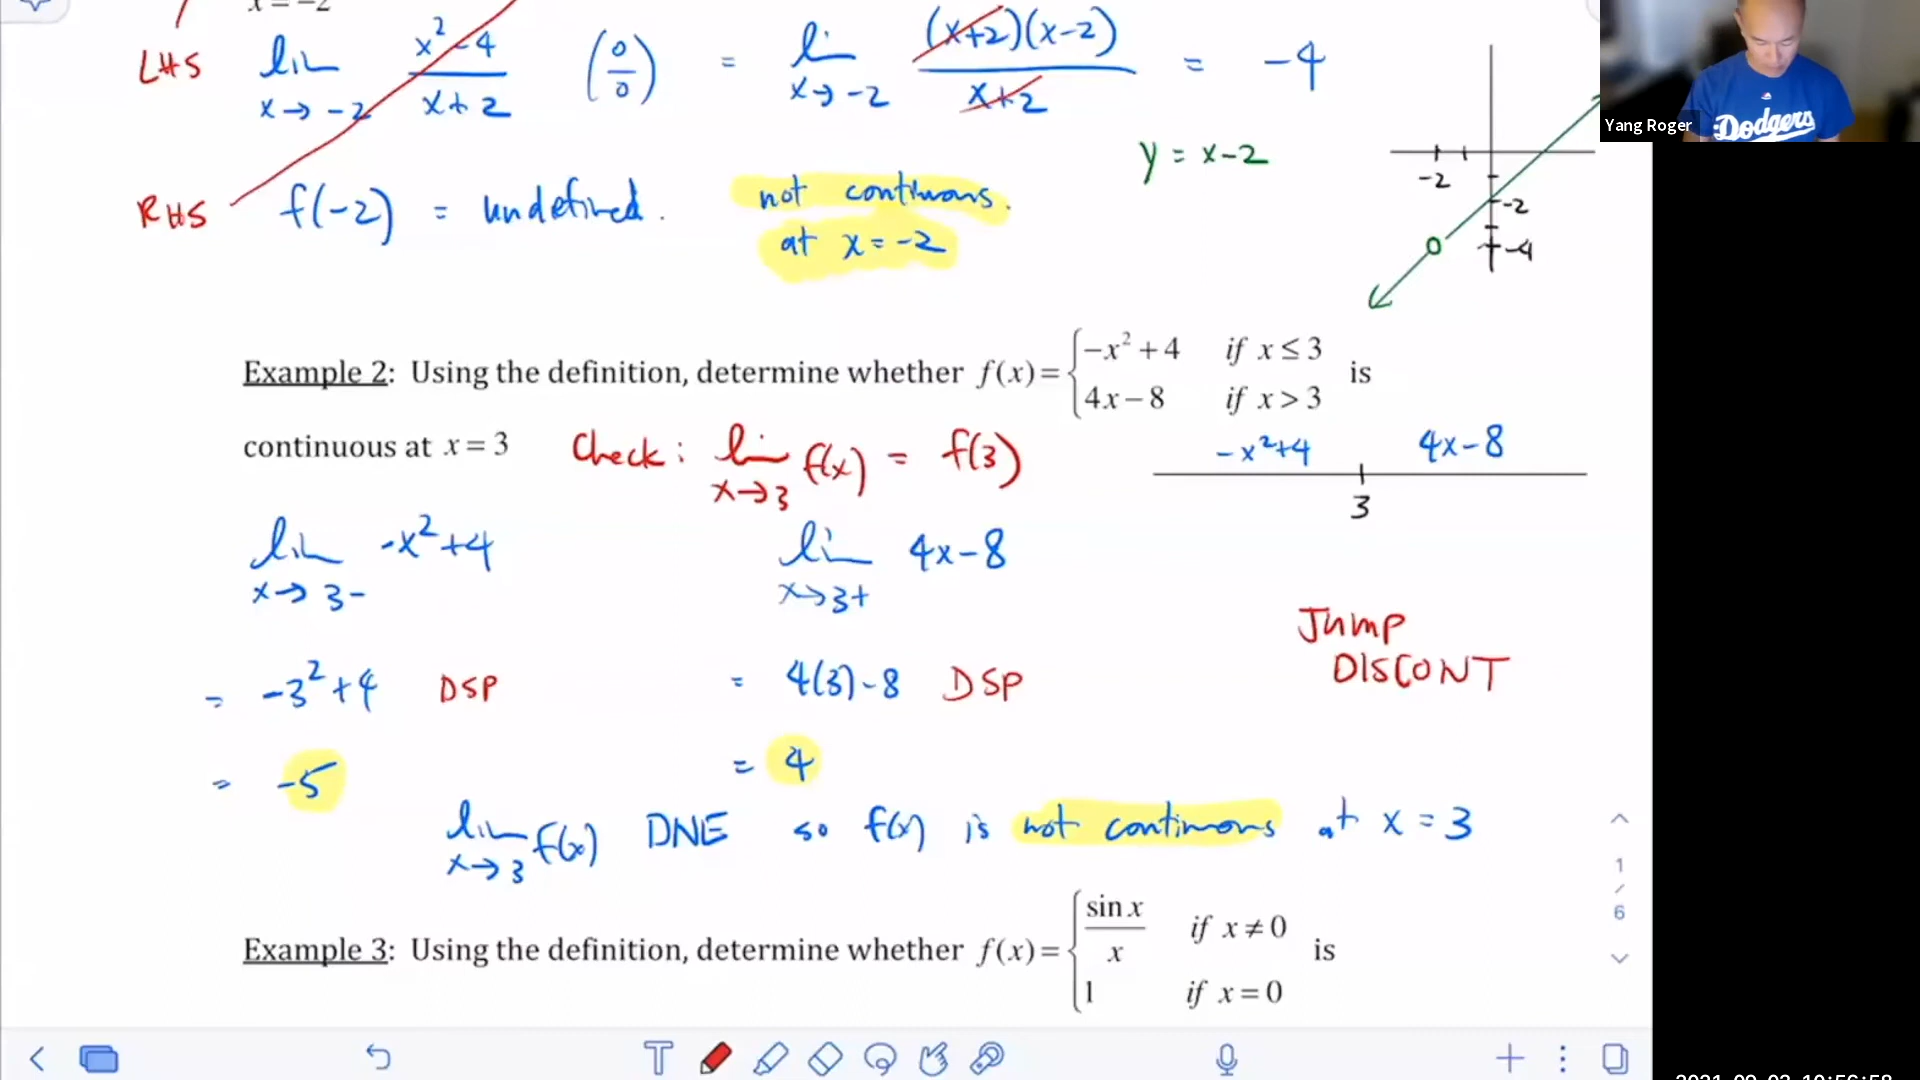 x = -2
LHS lim x→-2 x²-4 / x+2 (0/0) = lim x→-2 (x+2)(x-2) / x+2 = -4
Yang Roger
Dodgers
y = x-2
-2
-2
-4
RHS f(-2) = undefined. not continuous.
at x = -2
Example 2: Using the definition, determine whether f(x) = { -x² + 4 if x ≤ 3
4x - 8 if x > 3 is
continuous at x = 3 Check: lim x→3 f(x) = f(3)
-x²+4 4x-8
3
lim x→3- -x²+4 lim x→3+ 4x-8
Jump
DISCONT
= -3²+4 DSP = 4(3)-8 DSP
= -5 = 4
lim x→3 f(x) DNE so f(x) is not continuous at x = 3
1
/
6
Example 3: Using the definition, determine whether f(x) = { sin x / x if x ≠ 0
1 if x = 0 is
T